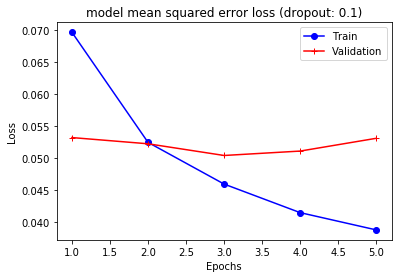 model mean squared error loss (dropout: 0.1)
Train
Validation
Loss
0.070
0.065
0.060
0.055
0.050
0.045
0.040
1.0 1.5 2.0 2.5 3.0 3.5 4.0 4.5 5.0
Epochs